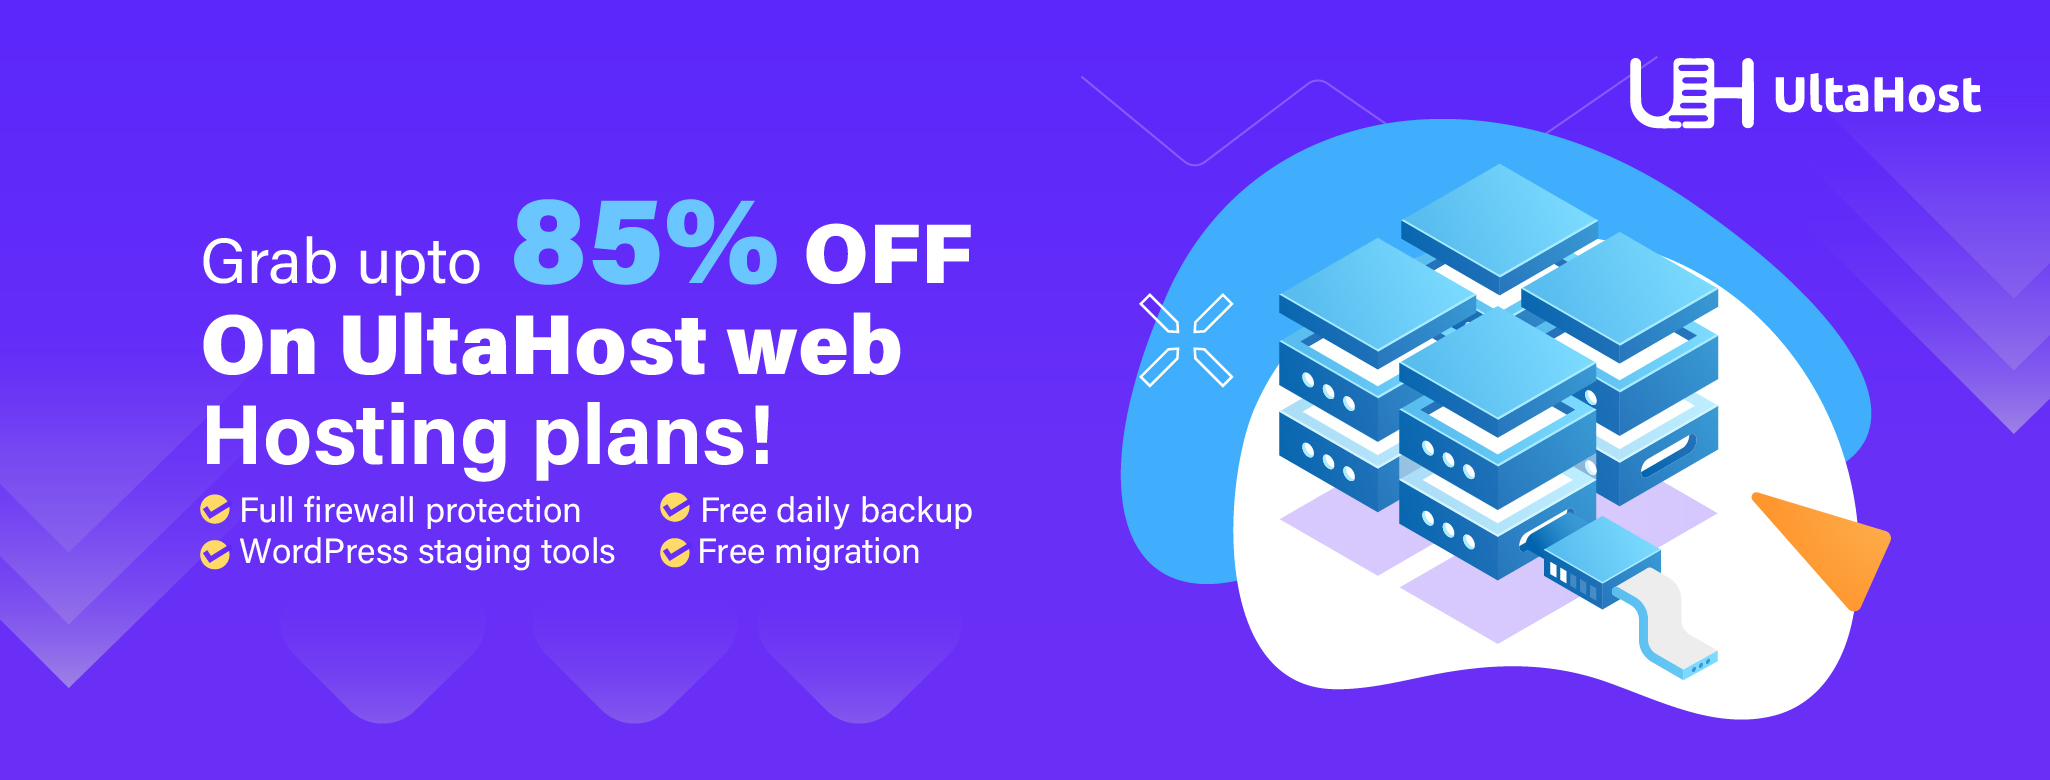 UH UltaHost
Grab upto 85% OFF
On UltaHost web
Hosting plans!
Full firewall protection
Free daily backup
WordPress staging tools
Free migration